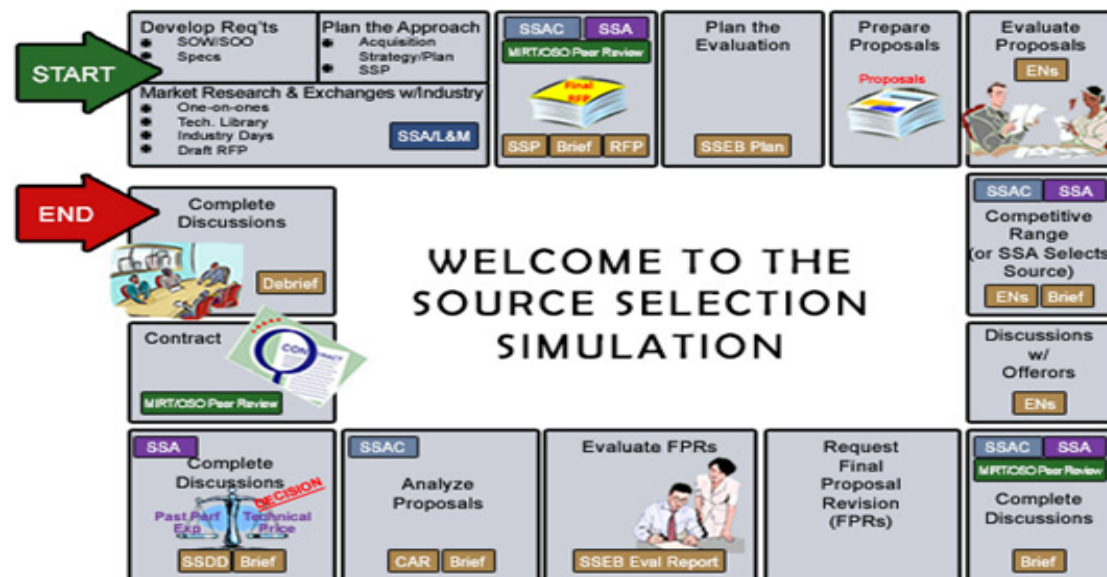 START
Develop Req'ts
SOW/SOO
Specs
Plan the Approach
Acquisition
Strategy/Plan
SSP
Market Research & Exchanges w/Industry
One-on-ones
Tech. Library
Industry Days
Draft RFP
SSA/L&M
SSAC SSA
MIRT/OSO Peer Review
Final
RFP
SSP Brief RFP
Plan the
Evaluation
SSEB Plan
Prepare
Proposals
Proposals
Evaluate
Proposals
ENs
SSAC SSA
Competitive
Range
(or SSA Selects
Source)
ENs Brief
Discussions
w/
Offerors
ENs
SSAC SSA
MIRT/OSO Peer Review
Complete
Discussions
Brief
Request
Final
Proposal
Revision
(FPRs)
Evaluate FPRs
SSEB Eval Report
SSAC
Analyze
Proposals
CAR Brief
SSA
Complete
Discussions
DECISION
Past Perf Technical
Exp Price
SSDD Brief
Contract
CONTRACT
MIRT/OSO Peer Review
END
Complete
Discussions
Debrief
WELCOME TO THE
SOURCE SELECTION
SIMULATION